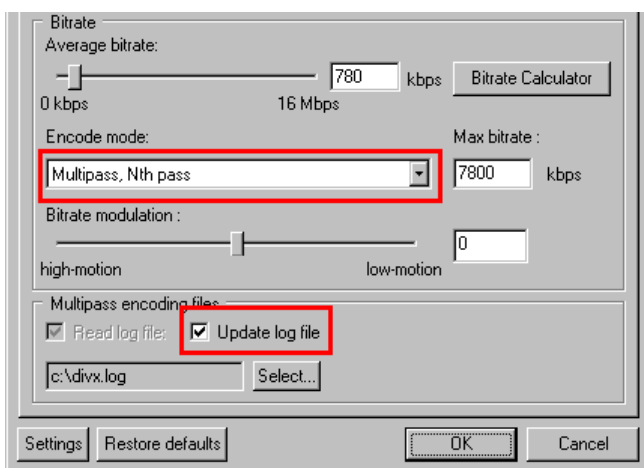 Bitrate
Average bitrate:
780 kbps Bitrate Calculator
0 kbps 16 Mbps
Encode mode: Max bitrate :
Multipass, Nth pass 7800 kbps
Bitrate modulation :
0
high-motion low-motion
Multipass encoding files
Read log file: Update log file
c:\divx.log Select...
Settings Restore defaults OK Cancel